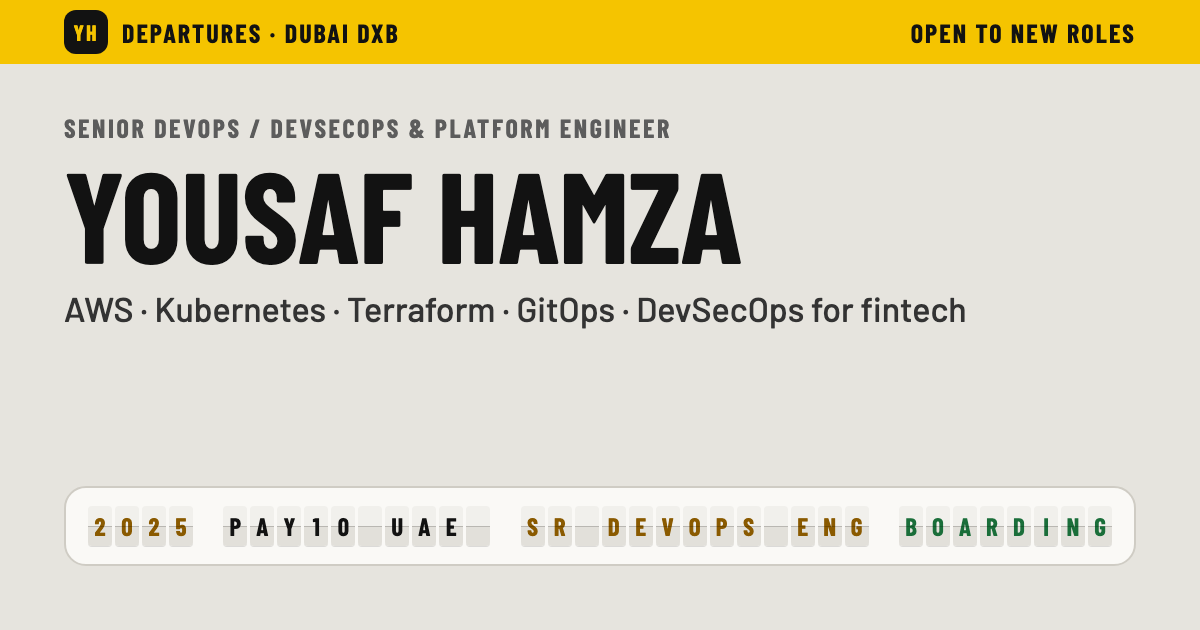 YH DEPARTURES · DUBAI DXB OPEN TO NEW ROLES
SENIOR DEVOPS / DEVSECOPS & PLATFORM ENGINEER
YOUSAF HAMZA
AWS · Kubernetes · Terraform · GitOps · DevSecOps for fintech
2025 PAY10 UAE SR DEVOPS ENG BOARDING